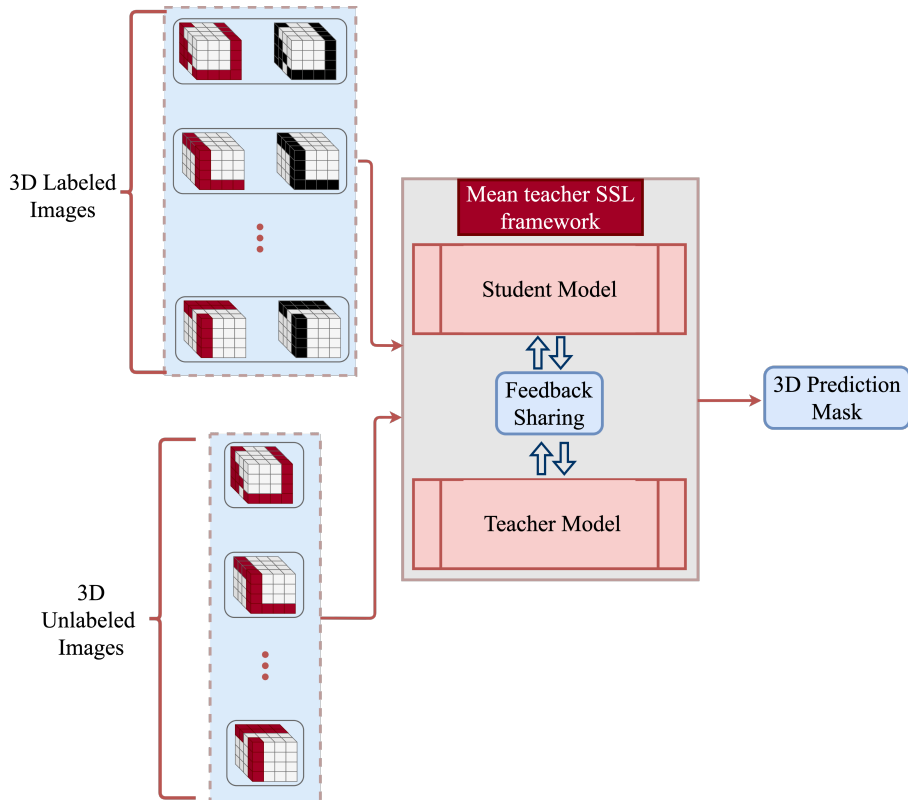 3D Labeled
Images
Mean teacher SSL
framework
Student Model
Feedback
Sharing
Teacher Model
3D Prediction
Mask
3D
Unlabeled
Images